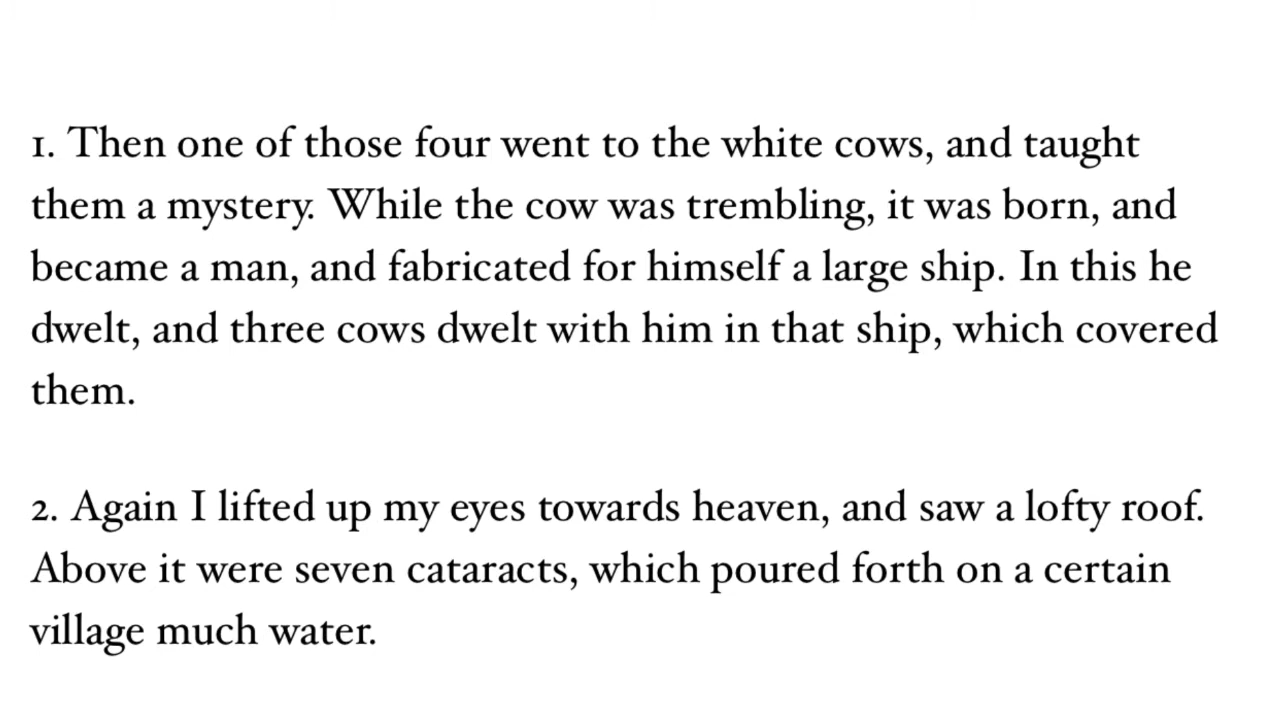 1. Then one of those four went to the white cows, and taught
them a mystery. While the cow was trembling, it was born, and
became a man, and fabricated for himself a large ship. In this he
dwelt, and three cows dwelt with him in that ship, which covered
them.
2. Again I lifted up my eyes towards heaven, and saw a lofty roof.
Above it were seven cataracts, which poured forth on a certain
village much water.